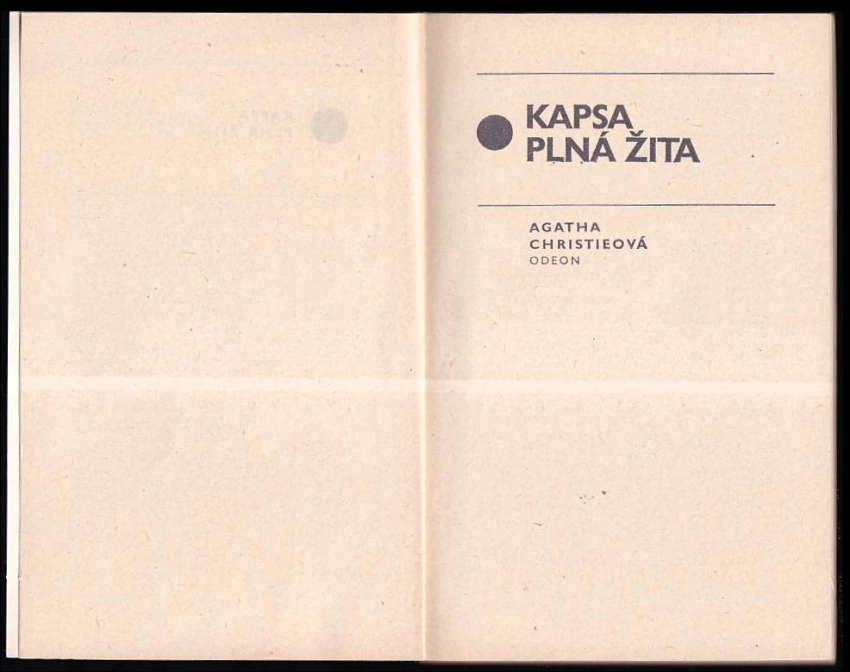 KAPSA
PLNÁ ŽITA
AGATHA
CHRISTIEOVÁ
ODEON